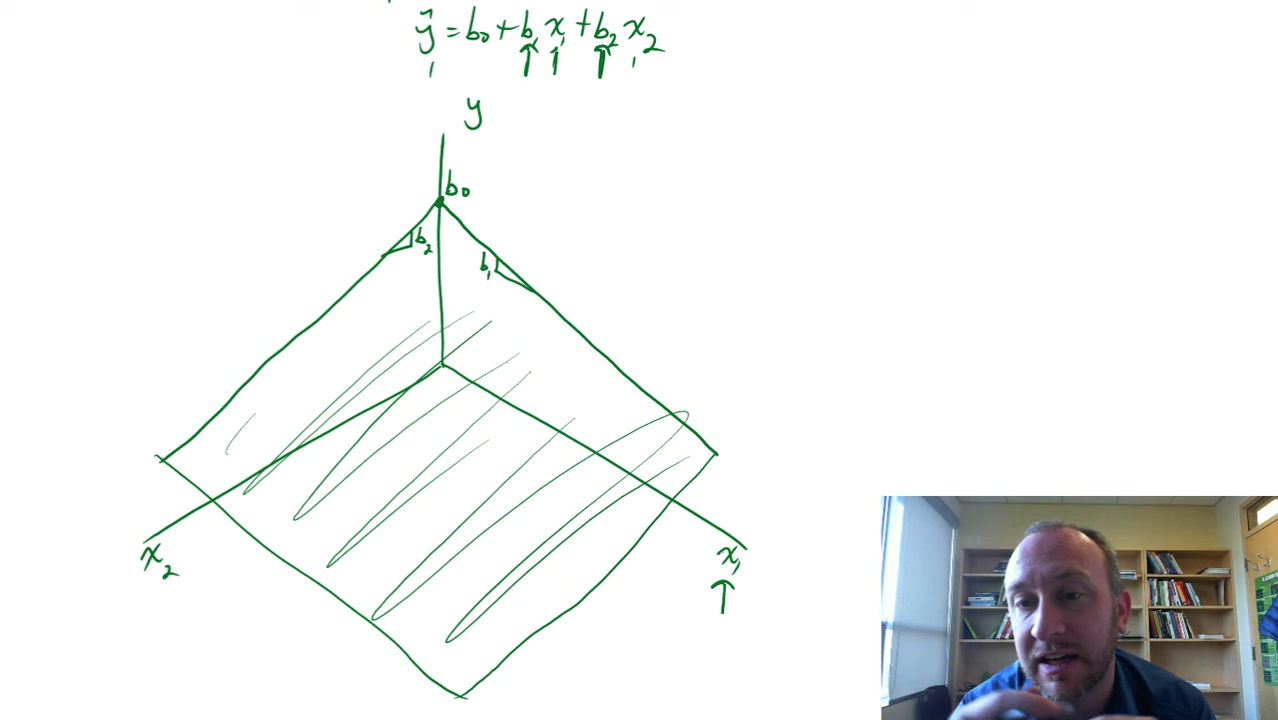 ŷ = b₀ + b₁x₁ + b₂x₂
y
b₀
b₂
b₁
x₂
x₁